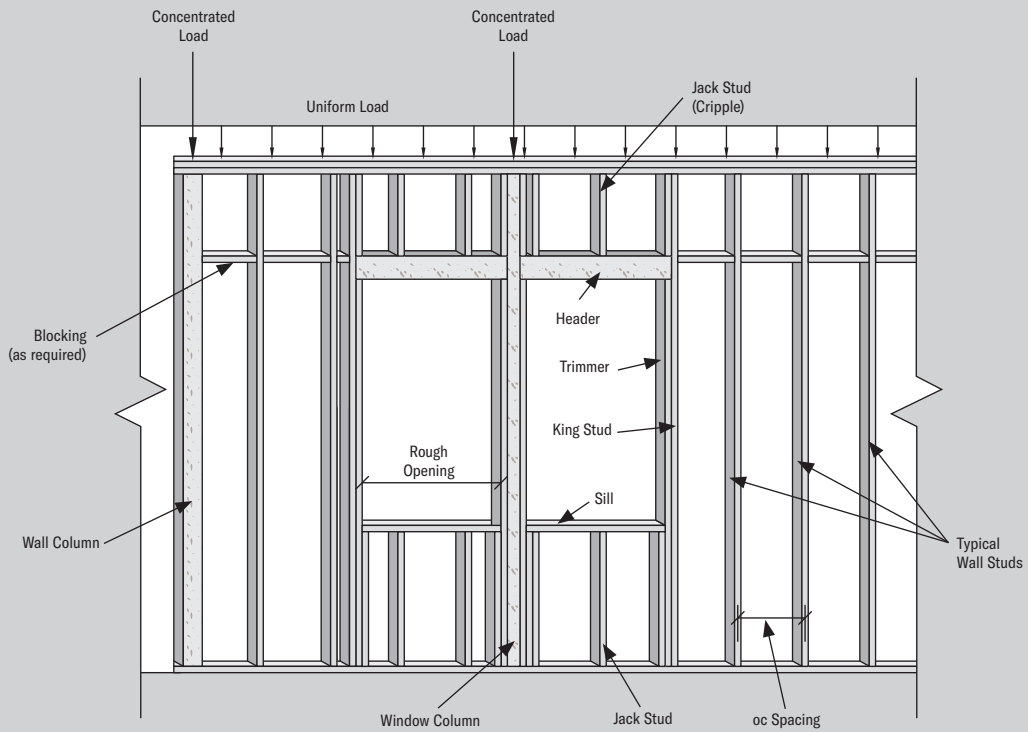 Concentrated
Load
Concentrated
Load
Uniform Load
Jack Stud
(Cripple)
Header
Blocking
(as required)
Trimmer
King Stud
Rough
Opening
Sill
Wall Column
Typical
Wall Studs
Window Column
Jack Stud
oc Spacing